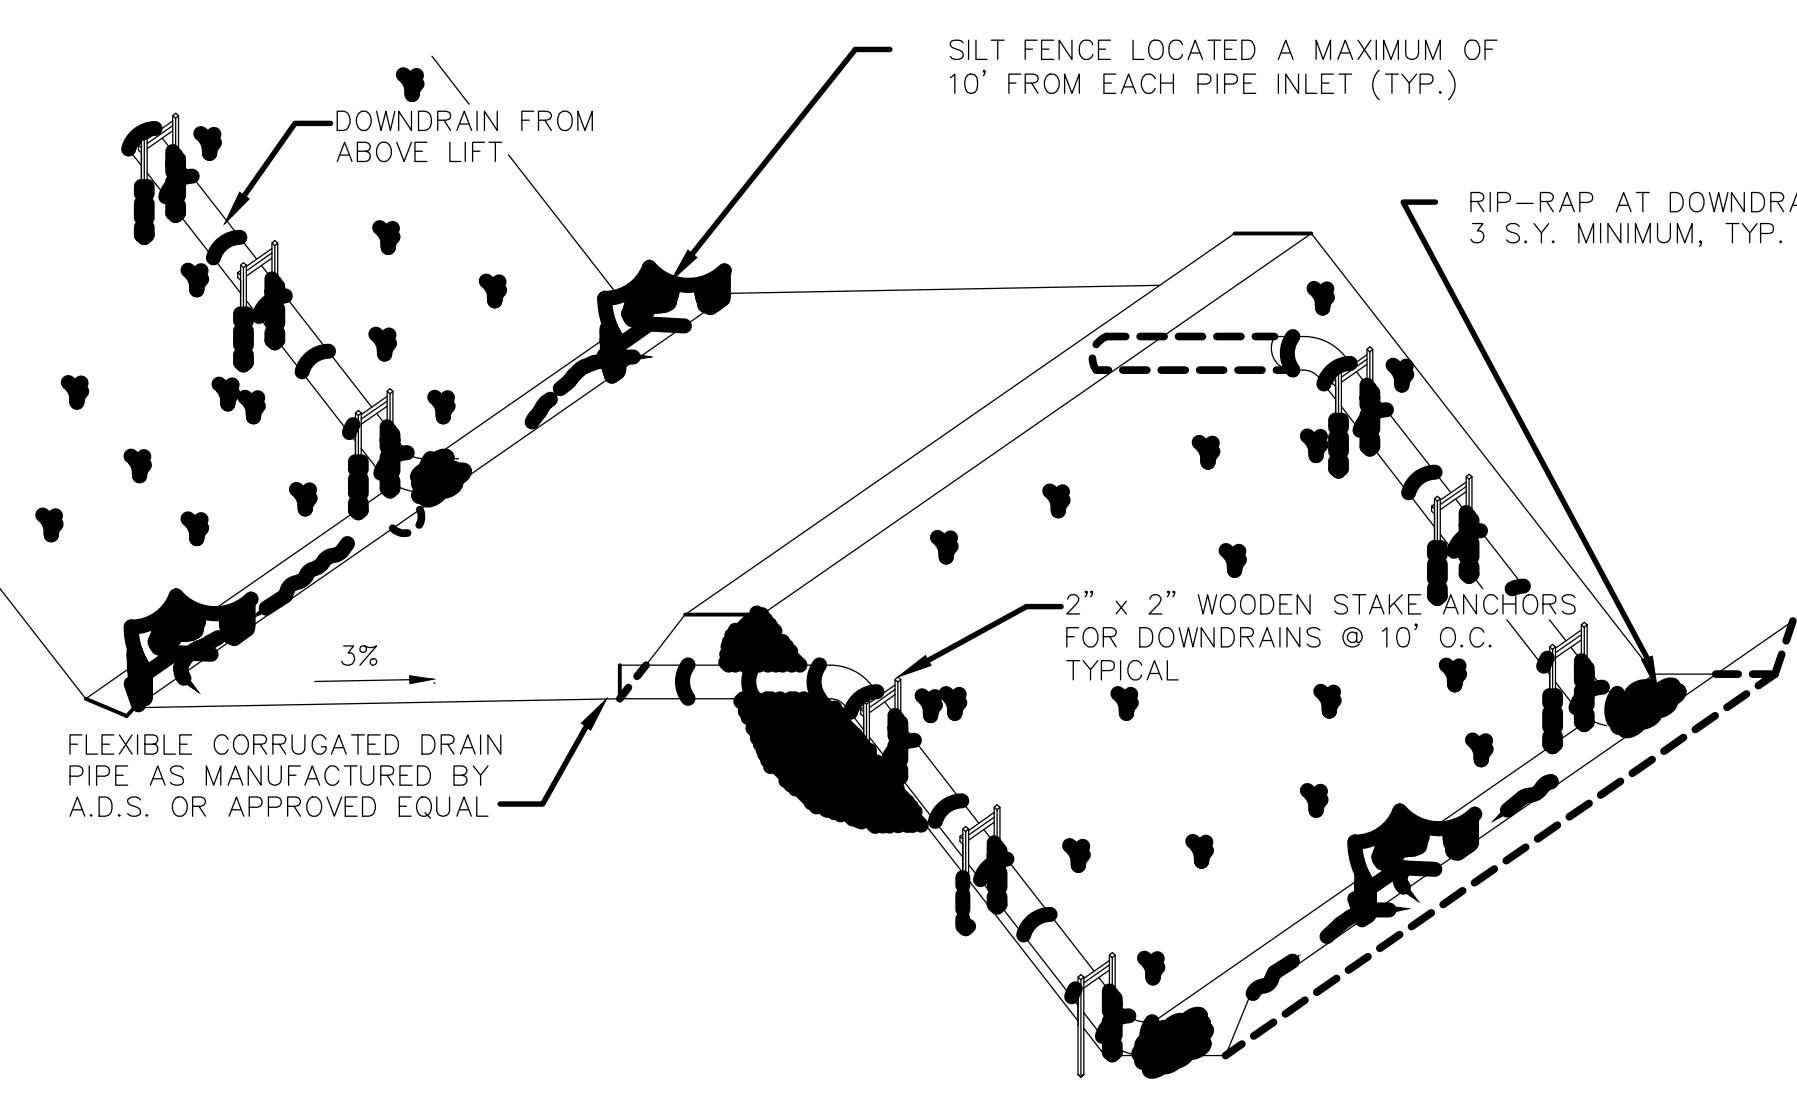 SILT FENCE LOCATED A MAXIMUM OF
10' FROM EACH PIPE INLET (TYP.)
DOWNDRAIN FROM
ABOVE LIFT
RIP-RAP AT
3 S.Y. MINIMUM, TYP.
2" x 2" WOODEN STAKE ANCHORS
FOR DOWNDRAINS @ 10' O.C.
TYPICAL
3%
FLEXIBLE CORRUGATED DRAIN
PIPE AS MANUFACTURED BY
A.D.S. OR APPROVED EQUAL